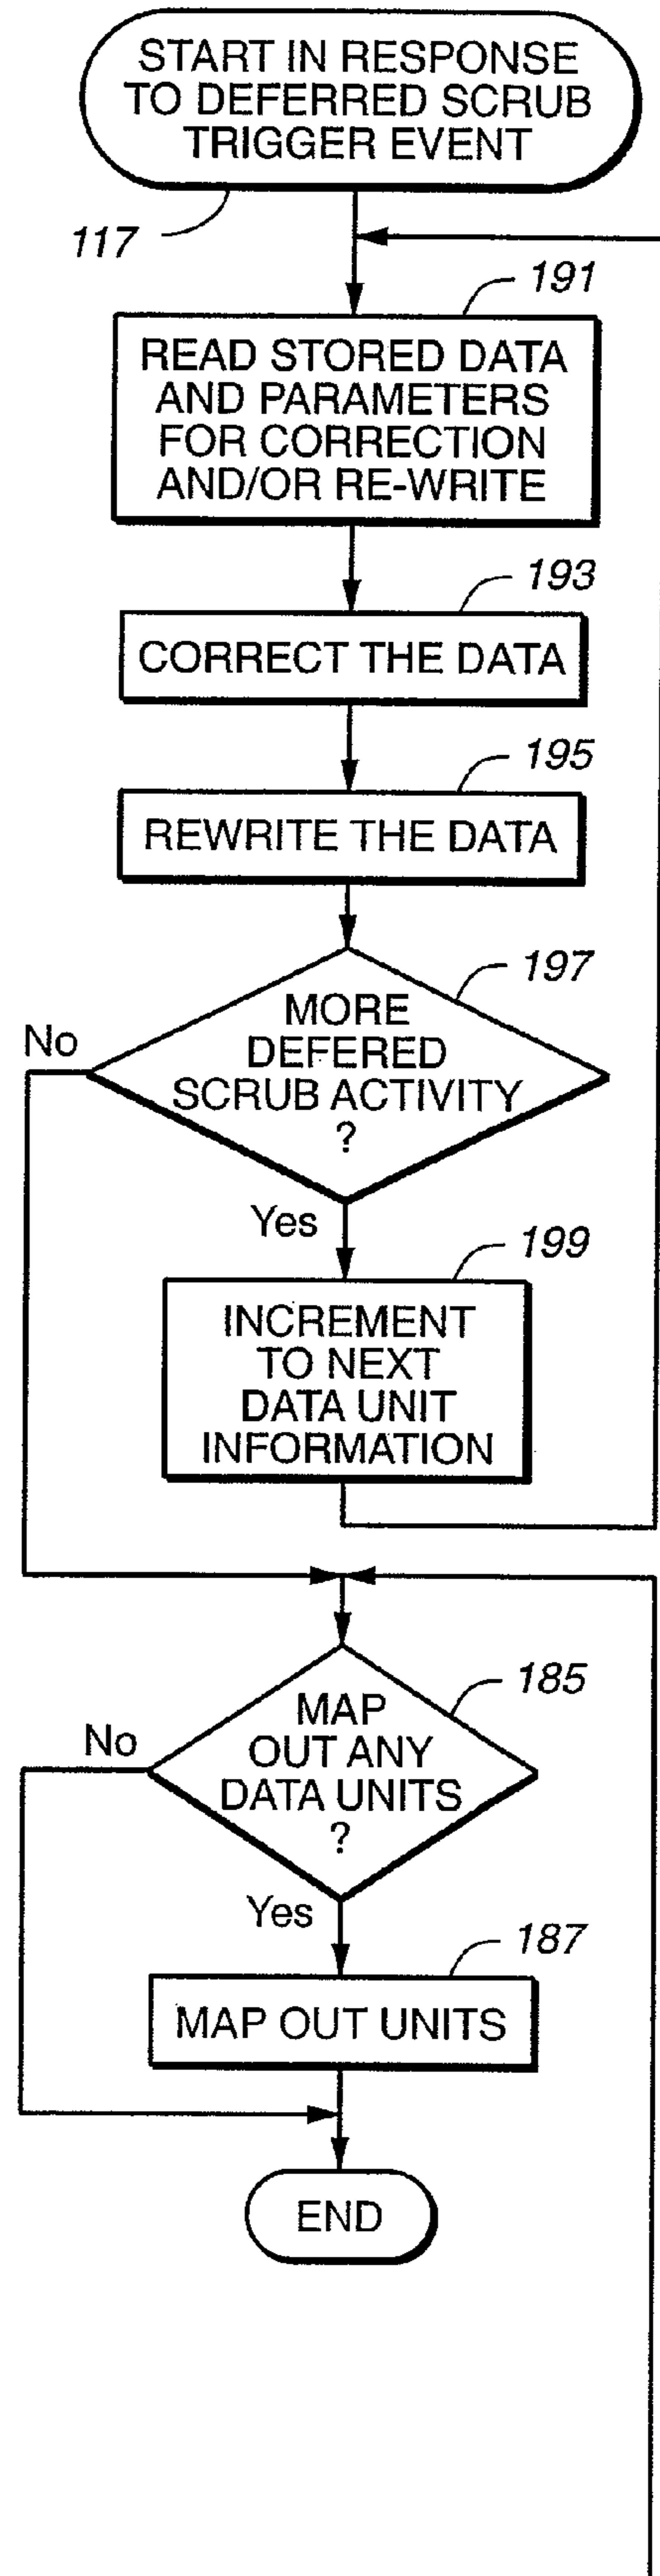 START IN RESPONSE
TO DEFERRED SCRUB
TRIGGER EVENT
117
191
READ STORED DATA
AND PARAMETERS
FOR CORRECTION
AND/OR RE-WRITE
193
CORRECT THE DATA
195
REWRITE THE DATA
197
MORE
DEFERED
SCRUB ACTIVITY
?
No
Yes
199
INCREMENT
TO NEXT
DATA UNIT
INFORMATION
185
MAP
OUT ANY
DATA UNITS
?
No
Yes
187
MAP OUT UNITS
END